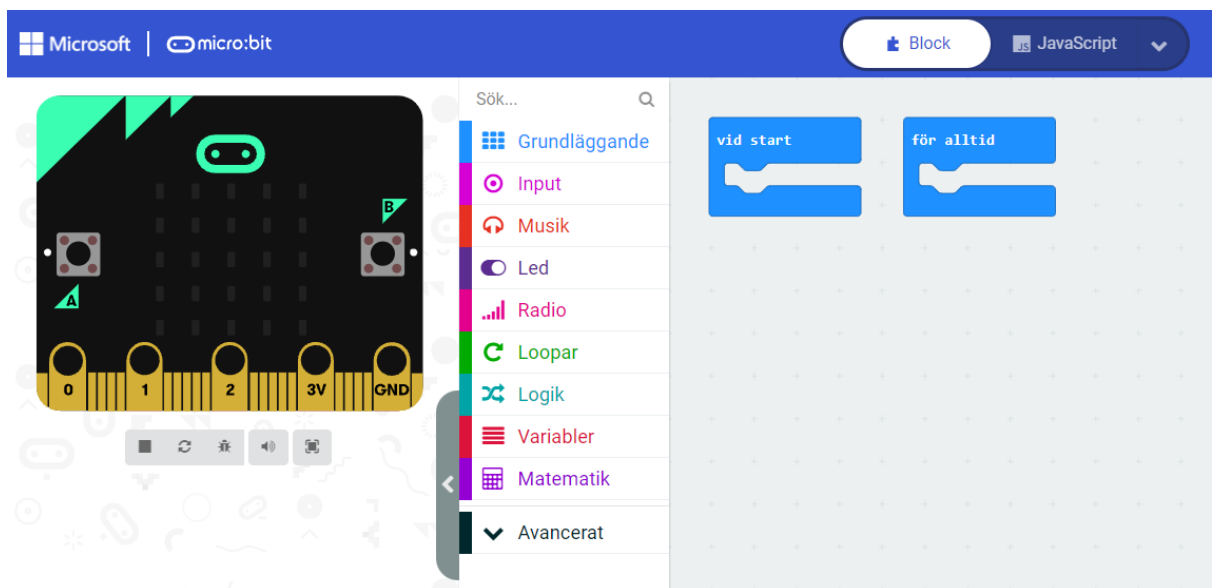 Microsoft micro:bit Block JS JavaScript
Sök...
Grundläggande
Input
Musik
Led
Radio
Loopar
Logik
Variabler
Matematik
Avancerat
vid start
för alltid
B
A
0 1 2 3V GND